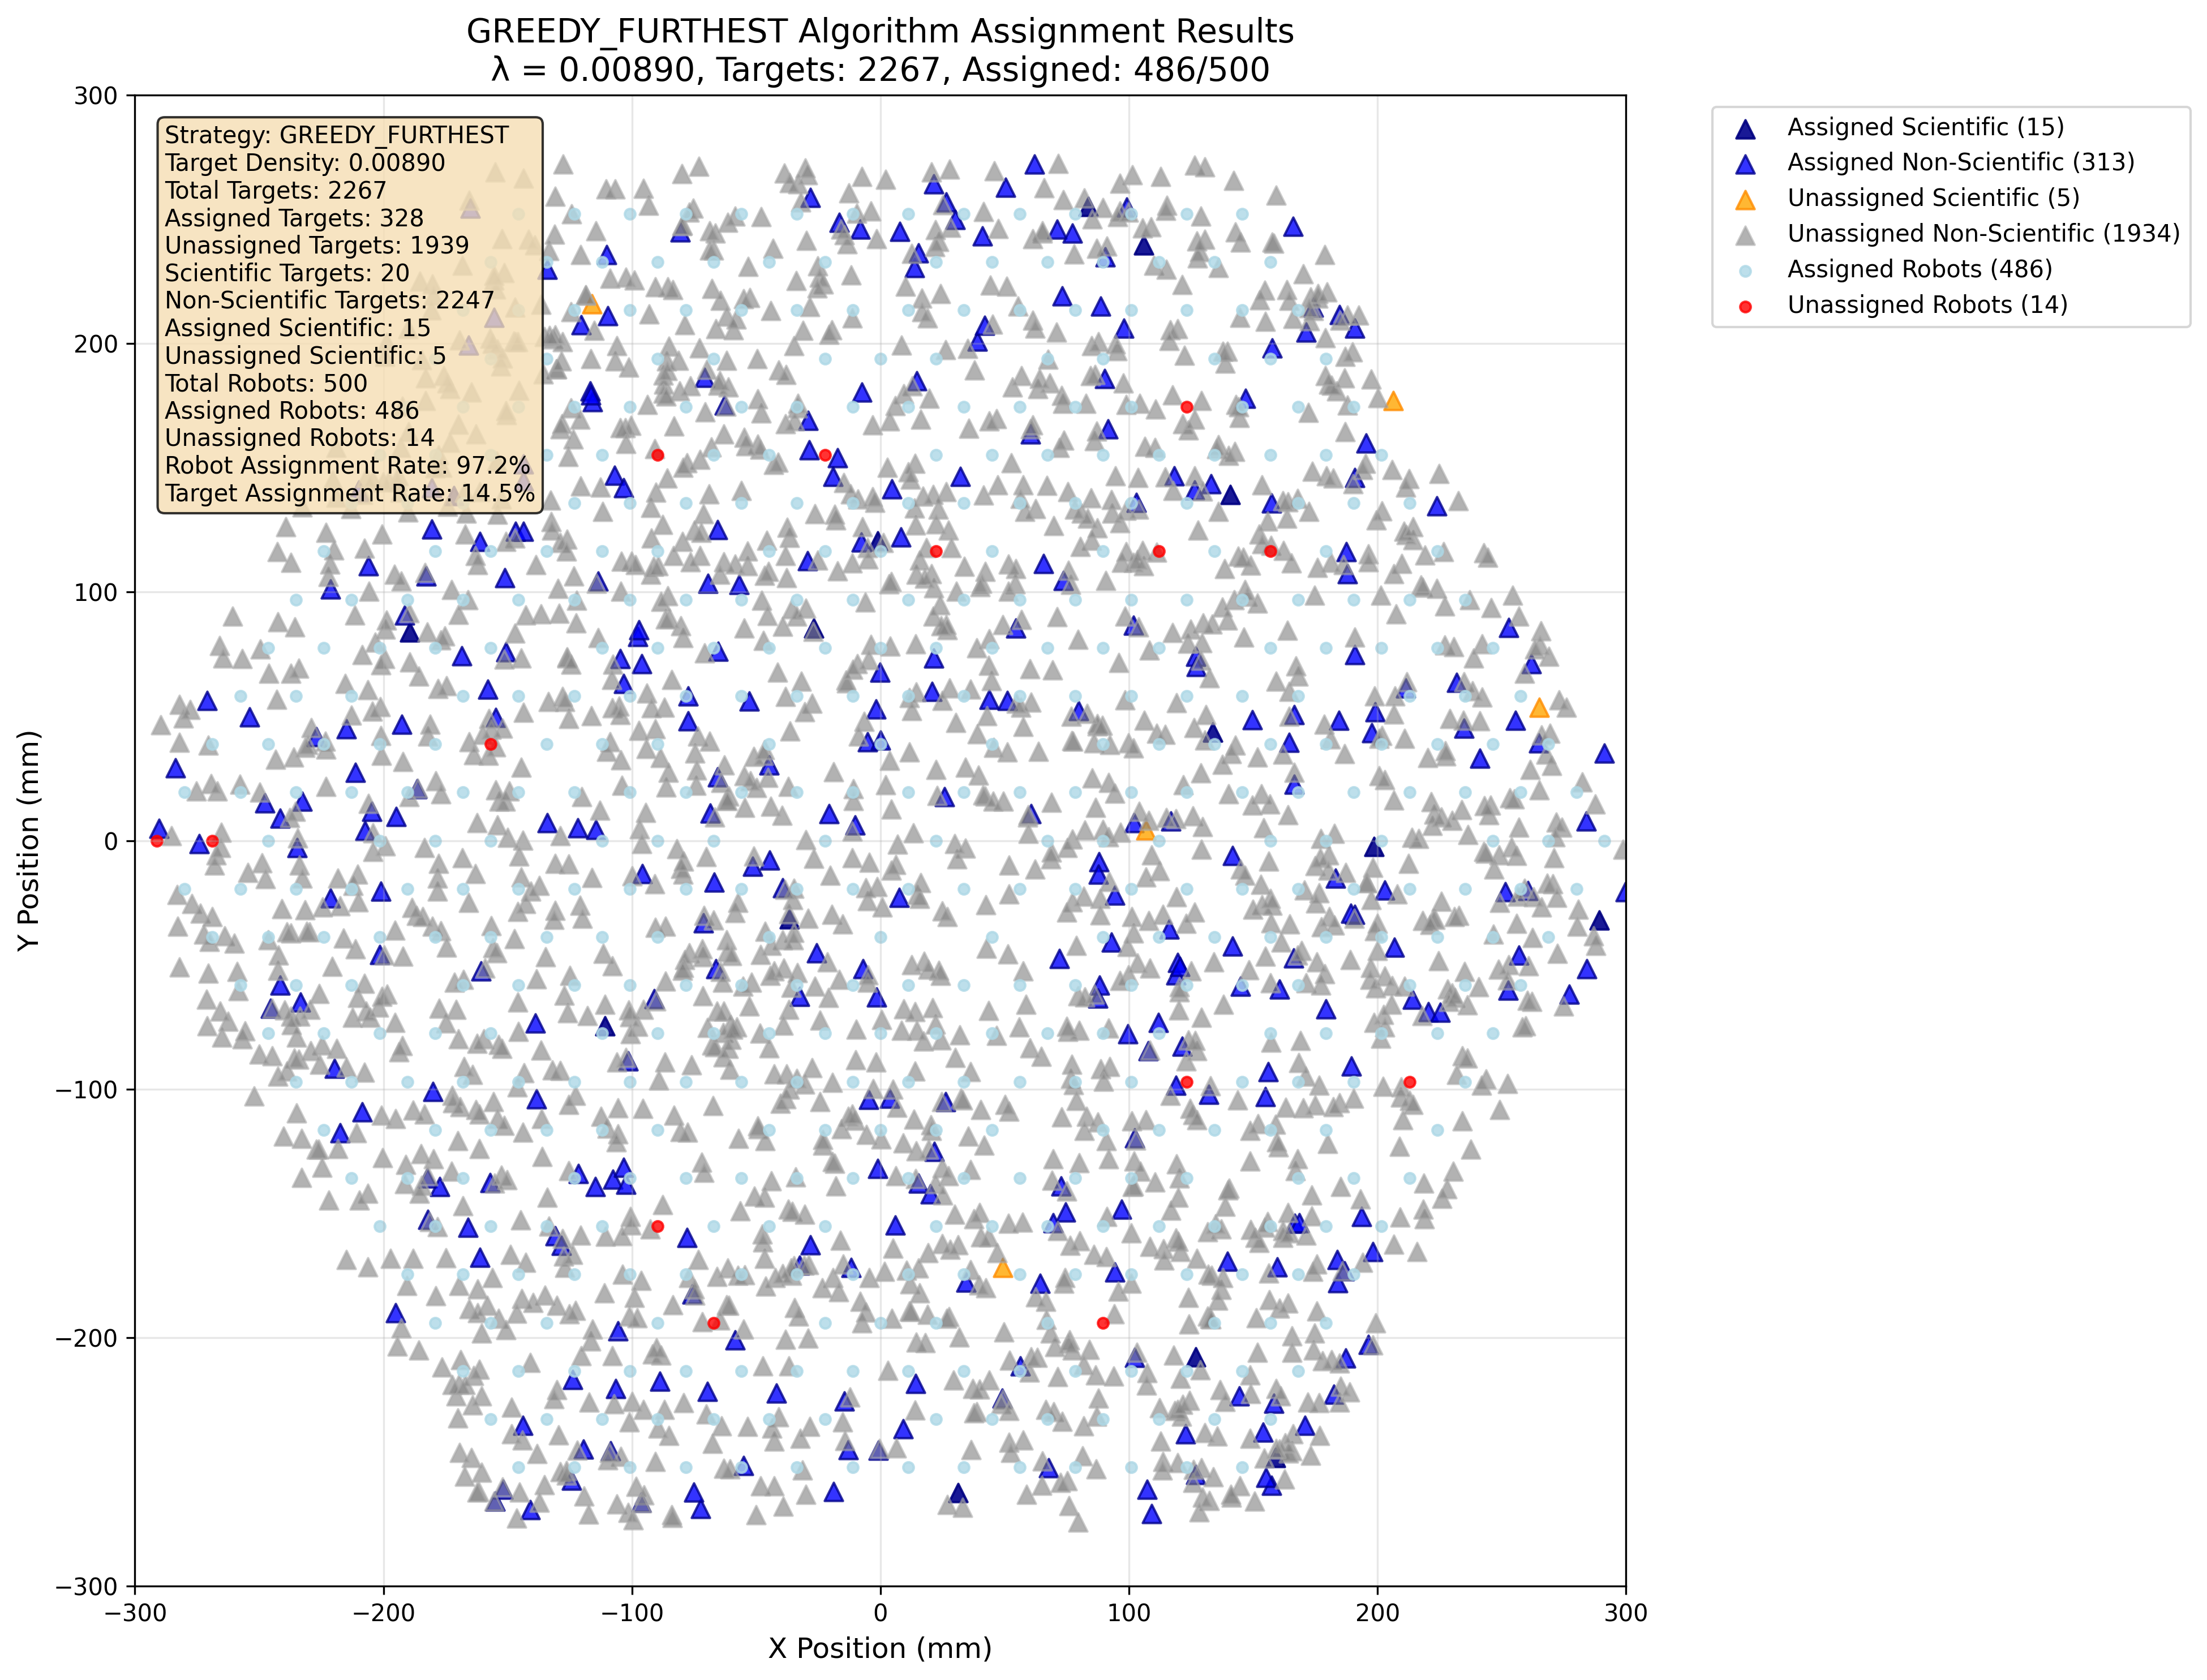 GREEDY_FURTHEST Algorithm Assignment Results
λ = 0.00890, Targets: 2267, Assigned: 486/500
Strategy: GREEDY_FURTHEST
Target Density: 0.00890
Total Targets: 2267
Assigned Targets: 328
Unassigned Targets: 1939
Scientific Targets: 20
Non-Scientific Targets: 2247
Assigned Scientific: 15
Unassigned Scientific: 5
Total Robots: 500
Assigned Robots: 486
Unassigned Robots: 14
Robot Assignment Rate: 97.2%
Target Assignment Rate: 14.5%
Assigned Scientific (15)
Assigned Non-Scientific (313)
Unassigned Scientific (5)
Unassigned Non-Scientific (1934)
Assigned Robots (486)
Unassigned Robots (14)
Y Position (mm)
300
200
100
0
−100
−200
−300
−300
−200
−100
0
100
200
300
X Position (mm)